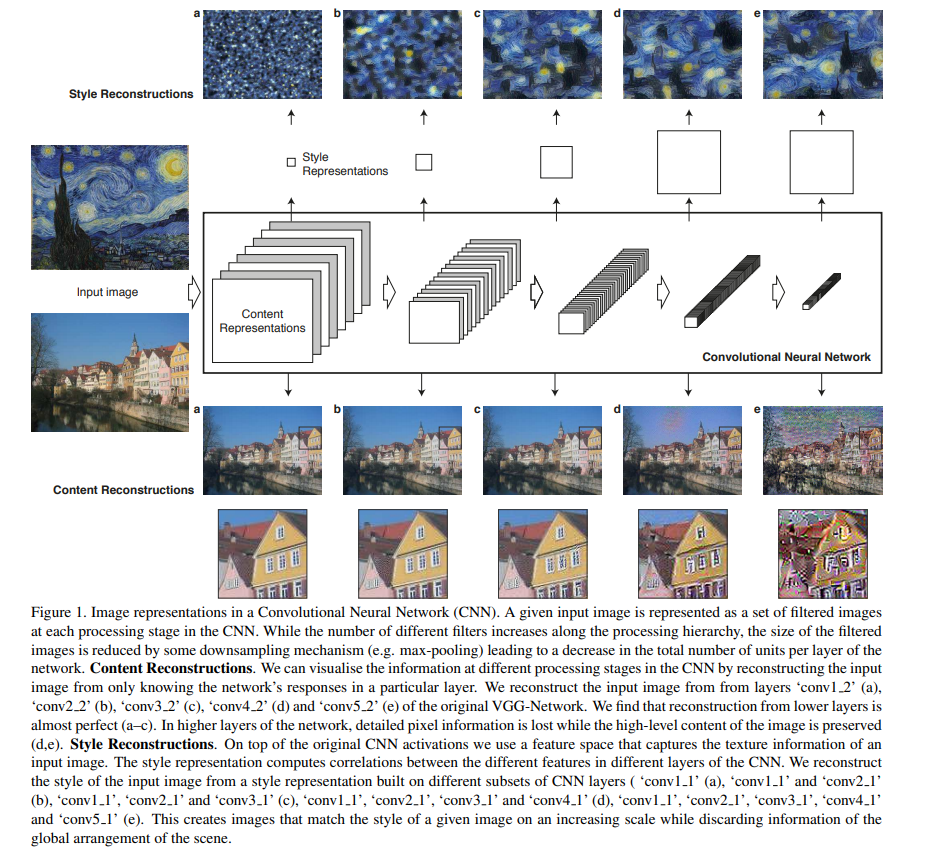 a
b
c
d
e
Style Reconstructions
Style
Representations
Input image
Content
Representations
Convolutional Neural Network
a
b
c
d
e
Content Reconstructions
Figure 1. Image representations in a Convolutional Neural Network (CNN). A given input image is represented as a set of filtered images
at each processing stage in the CNN. While the number of different filters increases along the processing hierarchy, the size of the filtered
images is reduced by some downsampling mechanism (e.g. max-pooling) leading to a decrease in the total number of units per layer of the
network. Content Reconstructions. We can visualise the information at different processing stages in the CNN by reconstructing the input
image from only knowing the network's responses in a particular layer. We reconstruct the input image from from layers ‘conv1_2’ (a),
‘conv2_2’ (b), ‘conv3_2’ (c), ‘conv4_2’ (d) and ‘conv5_2’ (e) of the original VGG-Network. We find that reconstruction from lower layers is
almost perfect (a–c). In higher layers of the network, detailed pixel information is lost while the high-level content of the image is preserved
(d,e). Style Reconstructions. On top of the original CNN activations we use a feature space that captures the texture information of an
input image. The style representation computes correlations between the different features in different layers of the CNN. We reconstruct
the style of the input image from a style representation built on different subsets of CNN layers ( ‘conv1_1’ (a), ‘conv1_1’ and ‘conv2_1’
(b), ‘conv1_1’, ‘conv2_1’ and ‘conv3_1’ (c), ‘conv1_1’, ‘conv2_1’, ‘conv3_1’ and ‘conv4_1’ (d), ‘conv1_1’, ‘conv2_1’, ‘conv3_1’, ‘conv4_1’
and ‘conv5_1’ (e). This creates images that match the style of a given image on an increasing scale while discarding information of the
global arrangement of the scene.